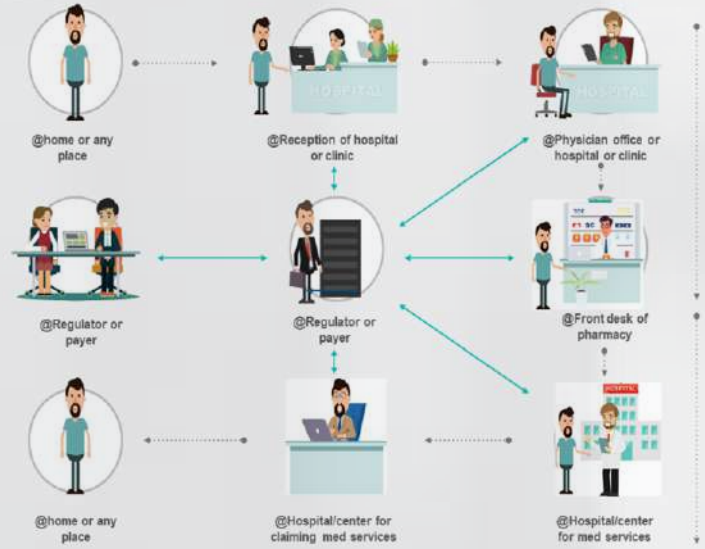 HOSPITAL
HOSPITAL
@home or any
place
@Reception of hospital
or clinic
@Physician office or
hospital or clinic
@Regulator or
payer
@Regulator or
payer
@Front desk of
pharmacy
HOSPITAL
@home or any
place
@Hospital/center for
claiming med services
@Hospital/center
for med services